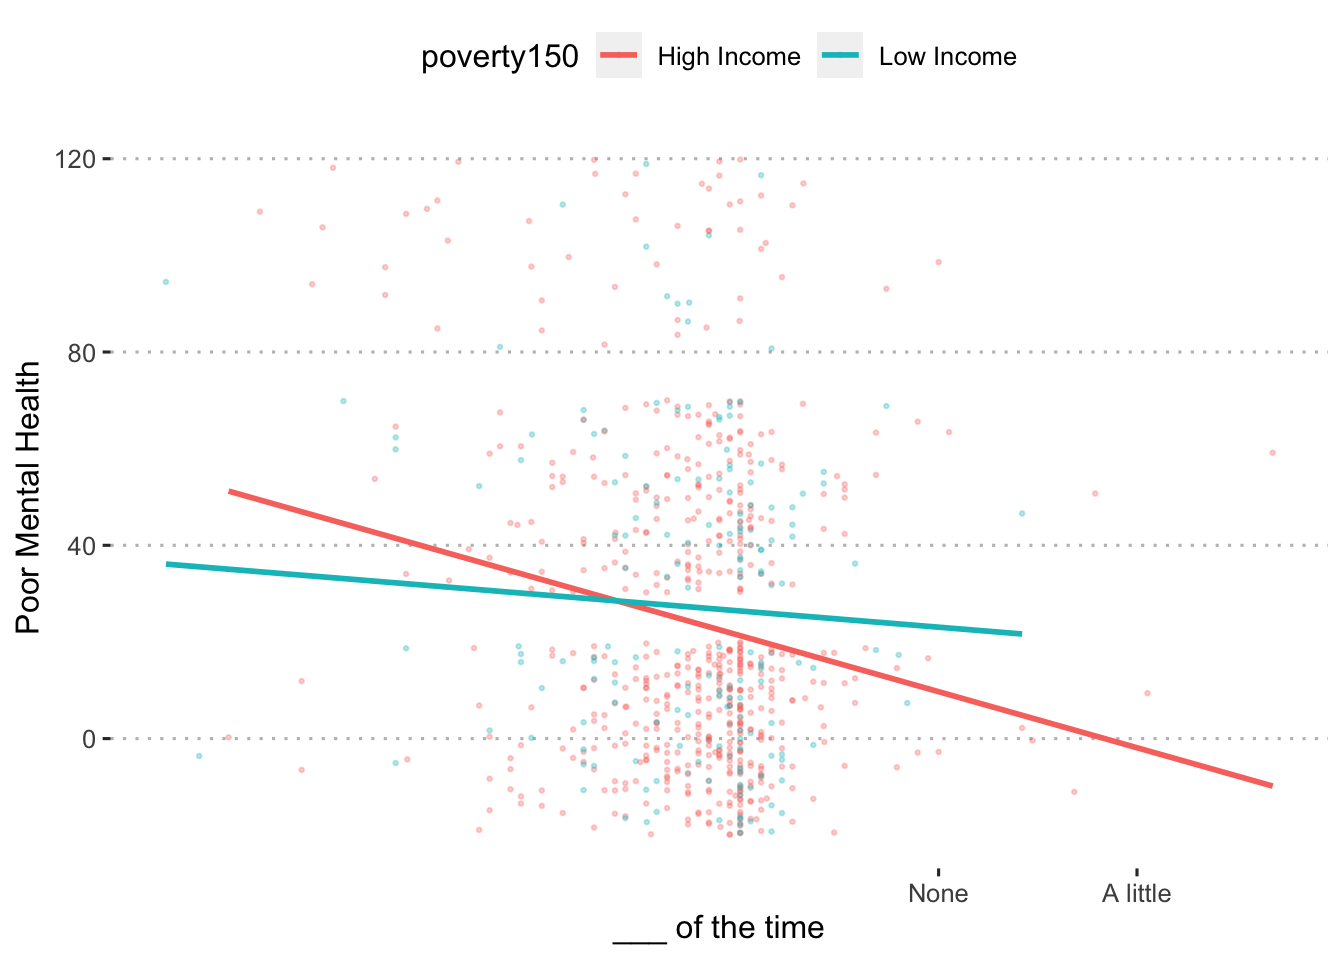 poverty150 High Income Low Income
120
80
40
0
Poor Mental Health
None A little
___ of the time